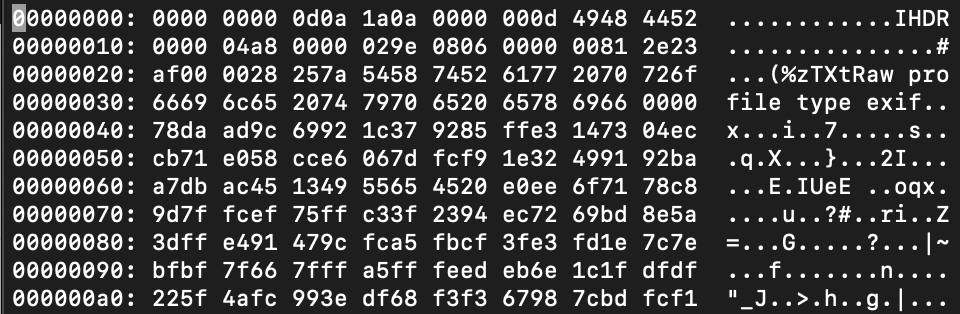 00000000: 0000 0000 0d0a 1a0a 0000 000d 4948 4452  ............IHDR
00000010: 0000 04a8 0000 029e 0806 0000 0081 2e23  ...............#
00000020: af00 0028 257a 5458 7452 6177 2070 726f  ...(%zTXtRaw pro
00000030: 6669 6c65 2074 7970 6520 6578 6966 0000  file type exif..
00000040: 78da ad9c 6992 1c37 9285 ffe3 1473 04ec  x...i..7.....s..
00000050: cb71 e058 cce6 067d fcf9 1e32 4991 92ba  .q.X...}...2I...
00000060: a7db ac45 1349 5565 4520 e0ee 6f71 78c8  ...E.IUeE ..oqx.
00000070: 9d7f fcef 75ff c33f 2394 ec72 69bd 8e5a  ....u..?#..ri..Z
00000080: 3dff e491 479c fca5 fbcf 3fe3 fd1e 7c7e  =...G.....?...|~
00000090: bfbf 7f66 7fff a5ff feed eb6e 1c1f dfdf  ...f.......n....
000000a0: 225f 4afc 993e df68 f3f3 6798 7cbd fcf1  "_J..>.h..g.|...